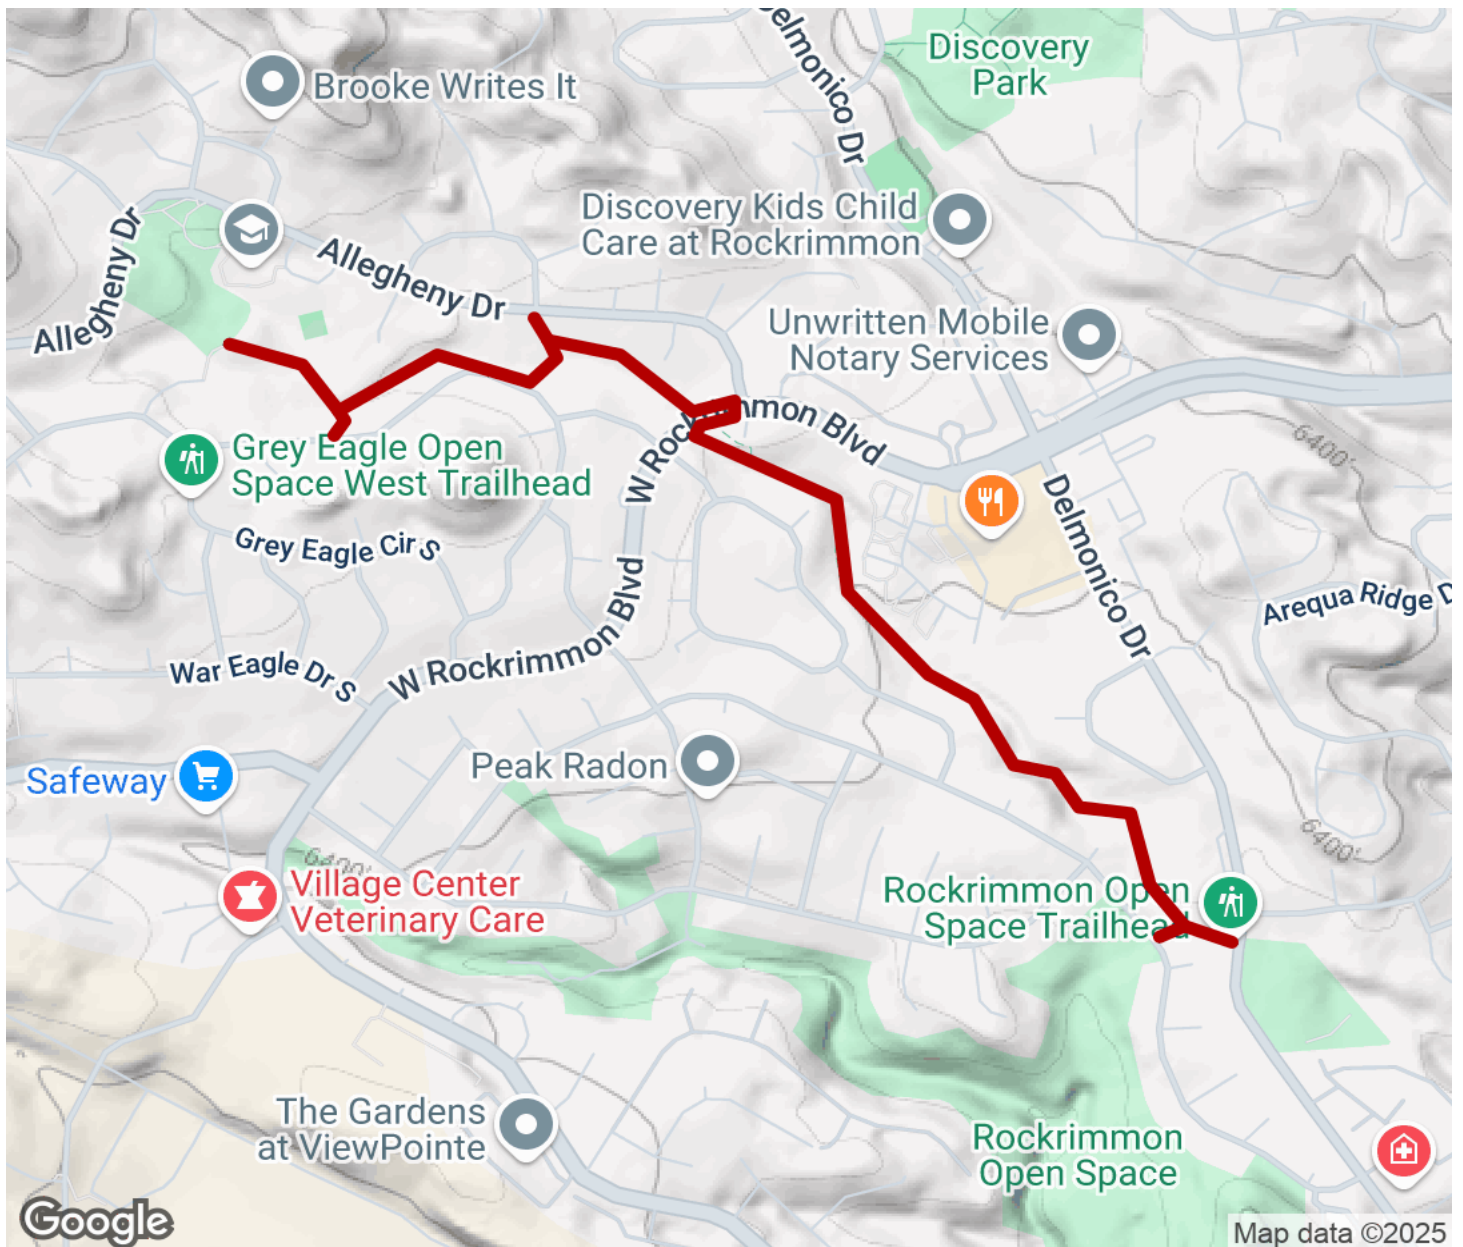 Delmonico Dr
Discovery
Park
Brooke Writes It
Discovery Kids Child
Care at Rockrimmon
Allegheny Dr
Allegheny Dr
Unwritten Mobile
Notary Services
mmon Blvd
W Rock
6400'
Grey Eagle Open
Space West Trailhead
Delmonico Dr
Grey Eagle Cir S
Arequa Ridge D
War Eagle Dr S
W Rockrimmon Blvd
Safeway
Peak Radon
6400'
6400'
Village Center
Veterinary Care
Rockrimmon Open
Space Trailhead
The Gardens
at ViewPointe
Rockrimmon
Open Space
Google
Map data ©2025